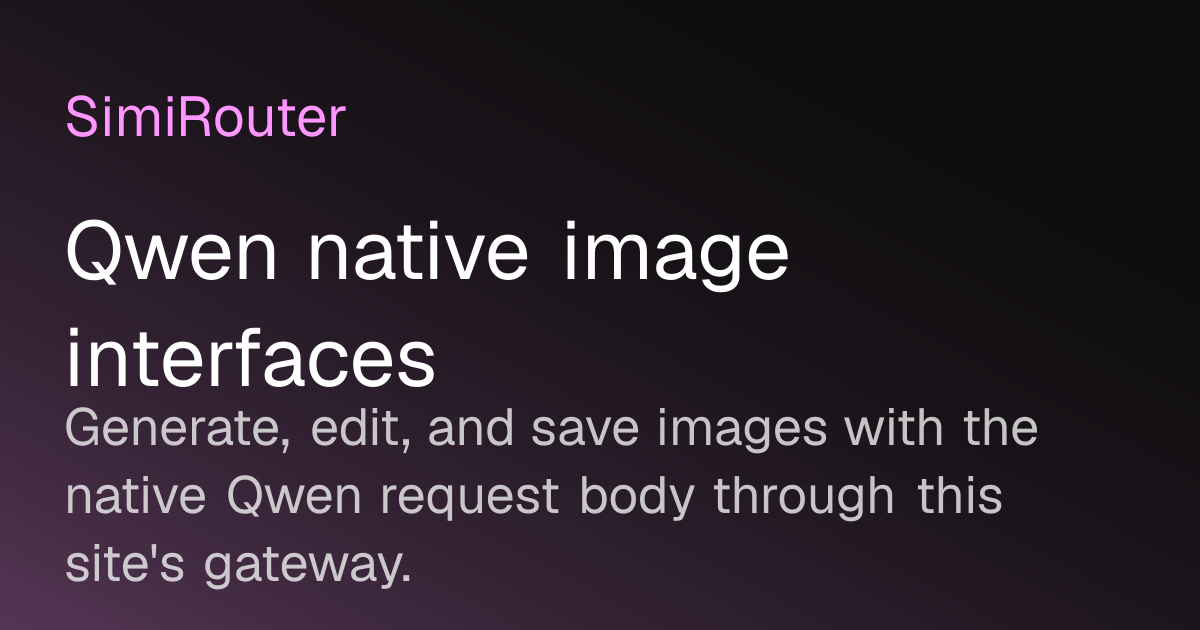 SimiRouter
Qwen native image
interfaces
Generate, edit, and save images with the
native Qwen request body through this
site's gateway.